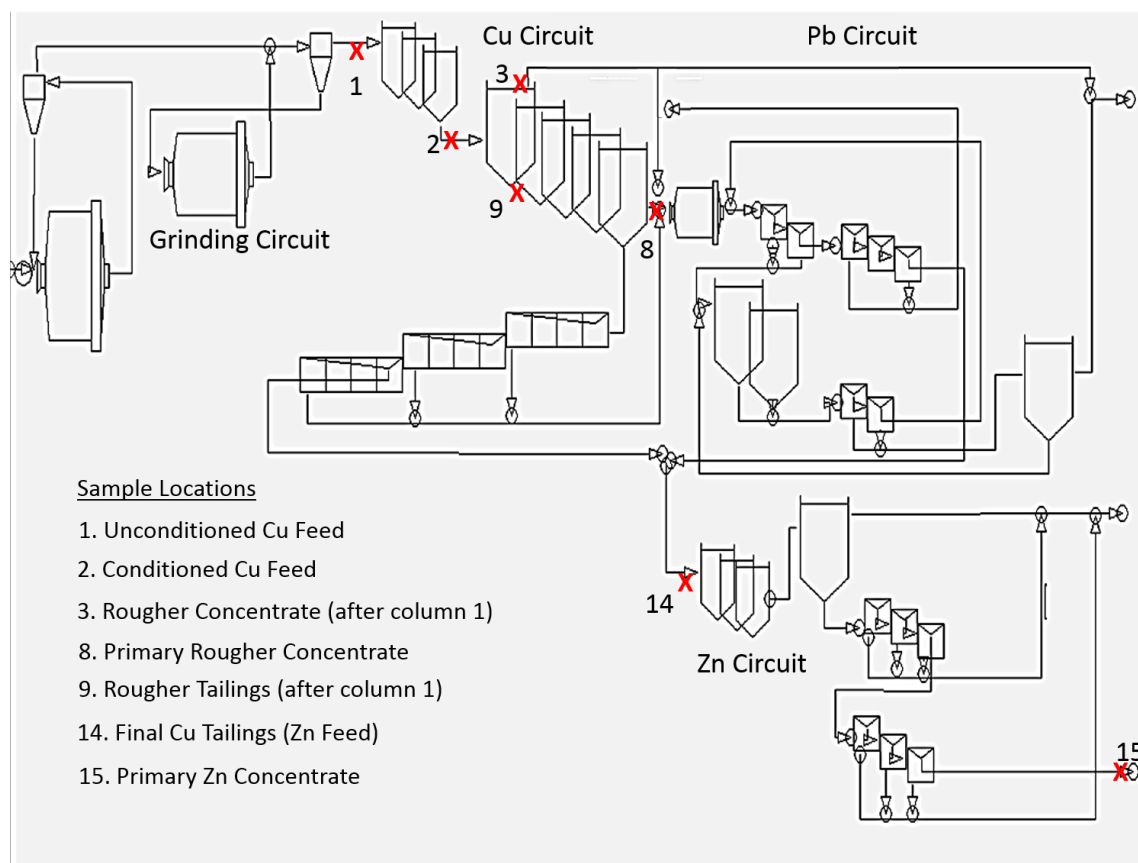 Cu Circuit
Pb Circuit
3
1
2
9
8
Grinding Circuit
Sample Locations
1. Unconditioned Cu Feed
2. Conditioned Cu Feed
3. Rougher Concentrate (after column 1)
8. Primary Rougher Concentrate
9. Rougher Tailings (after column 1)
14. Final Cu Tailings (Zn Feed)
15. Primary Zn Concentrate
14
Zn Circuit
15